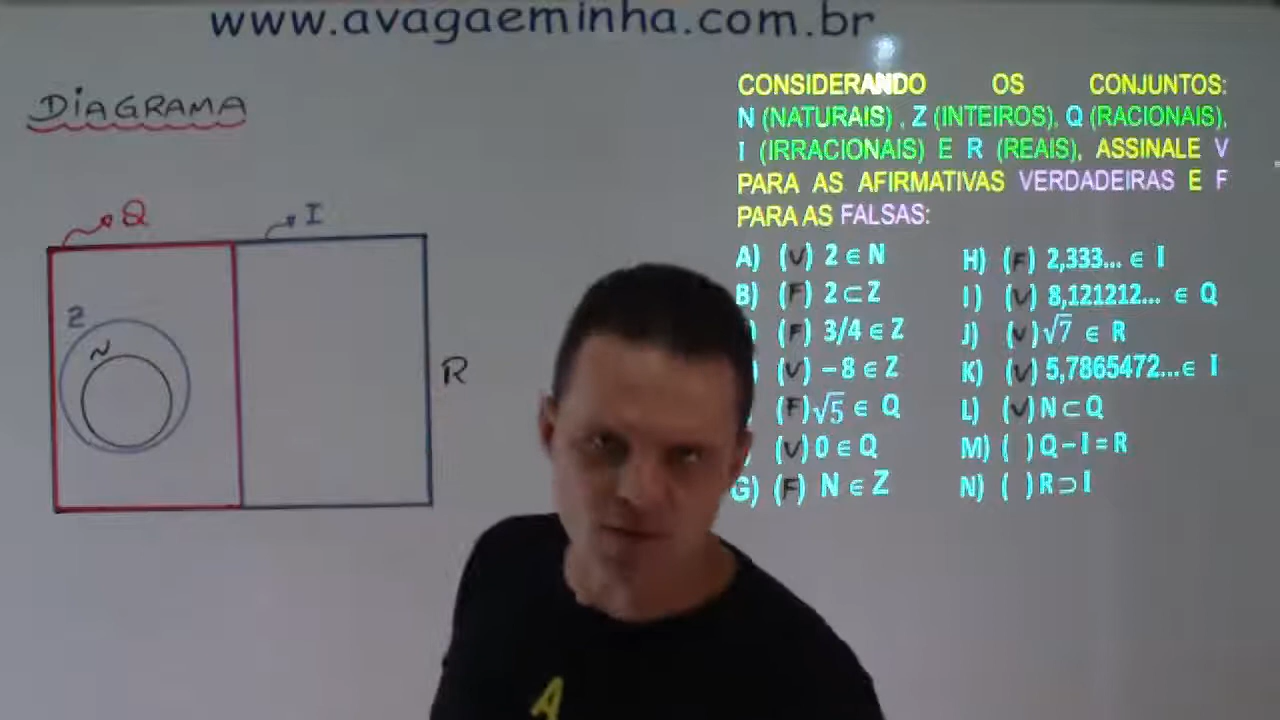 www.avagaeminha.com.br
DIAGRAMA
Q
I
Z
N
R
CONSIDERANDO OS CONJUNTOS:
N (NATURAIS) , Z (INTEIROS), Q (RACIONAIS),
I (IRRACIONAIS) E R (REAIS), ASSINALE V
PARA AS AFIRMATIVAS VERDADEIRAS E F
PARA AS FALSAS:
A) (V) 2 ∈ N
B) (F) 2 ⊂ Z
) (F) 3/4 ∈ Z
) (V) −8 ∈ Z
(F) √5 ∈ Q
) (V) 0 ∈ Q
G) (F) N ∈ Z
H) (F) 2,333... ∈ I
I) (V) 8,121212... ∈ Q
J) (V) √7 ∈ R
K) (V) 5,7865472... ∈ I
L) (V) N ⊂ Q
M) ( ) Q − I = R
N) ( ) R ⊃ I
A